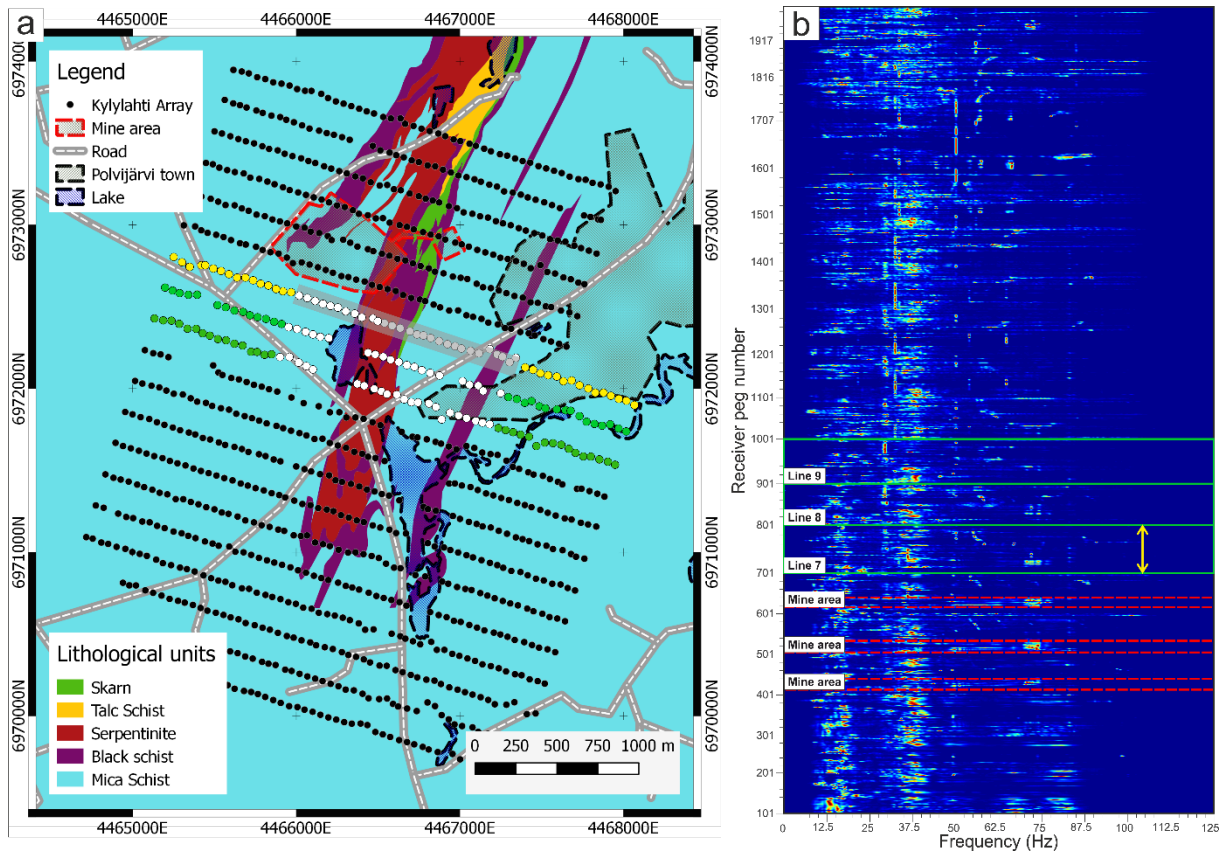 a
4465000E 4466000E 4467000E 4468000E
6974000N
6973000N
6972000N
6971000N
6970000N
Legend
Kylylahti Array
Mine area
Road
Polvijärvi town
Lake
Lithological units
Skarn
Talc Schist
Serpentinite
Black schist
Mica Schist
0 250 500 750 1000 m
6974000N
6973000N
6972000N
6971000N
6970000N
4465000E 4466000E 4467000E 4468000E
b
Receiver peg number
1917
1816
1707
1601
1501
1401
1301
1201
1101
1001
901
801
701
601
501
401
301
201
101
Line 9
Line 8
Line 7
Mine area
Mine area
Mine area
0 12.5 25 37.5 50 62.5 75 87.5 100 112.5 125
Frequency (Hz)